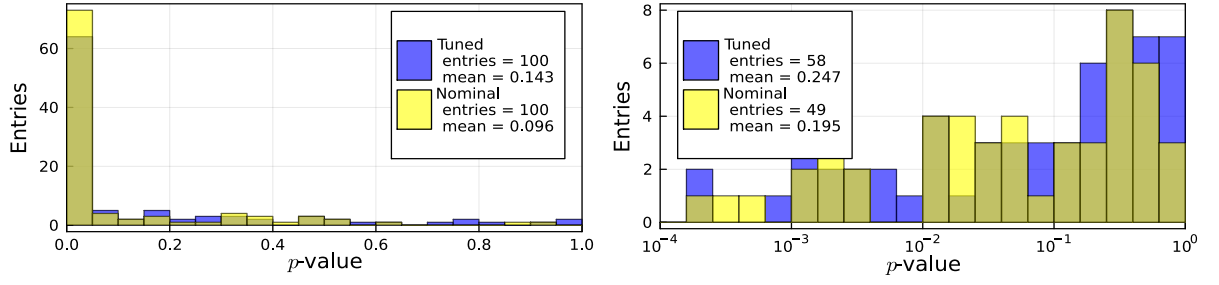 Entries
60
40
20
0
Tuned
entries = 100
mean = 0.143
Nominal
entries = 100
mean = 0.096
0.0 0.2 0.4 0.6 0.8 1.0
p-value
Entries
8
6
4
2
0
Tuned
entries = 58
mean = 0.247
Nominal
entries = 49
mean = 0.195
10⁻⁴ 10⁻³ 10⁻² 10⁻¹ 10⁰
p-value